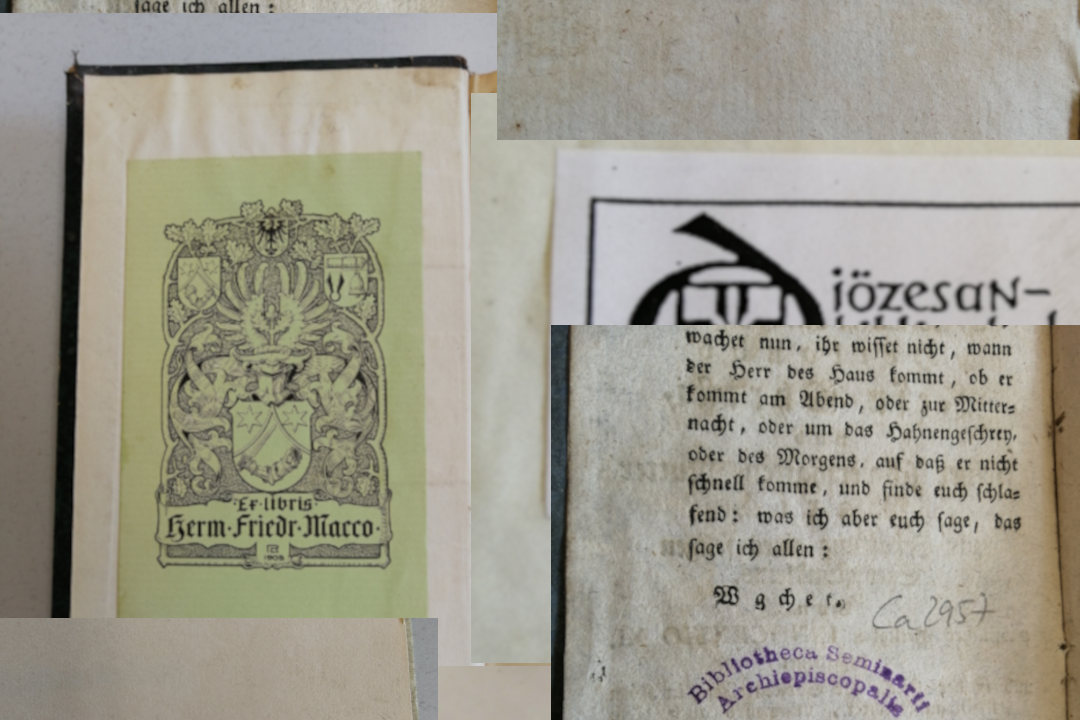 sage ich allen :
Ex·libris
Herm·Friedr·Macco·
1908
iözesan-
wachet nun, ihr wisset nicht, wann
der Herr des Haus kommt, ob er
kommt am Abend, oder zur Mitter=
nacht, oder um das Hahnengeschrey,
oder des Morgens, auf daß er nicht
schnell komme, und finde euch schla=
fend: was ich aber euch sage, das
sage ich allen :
Wachet.
Ca 2957
Bibliotheca Seminarii
Archiepiscopalis